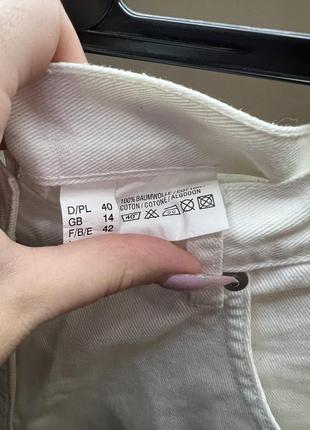 D/PL 40
GB 14
F/B/E 42
100% BAUMWOLLE
COTON / COTONE / ALGODON
40°